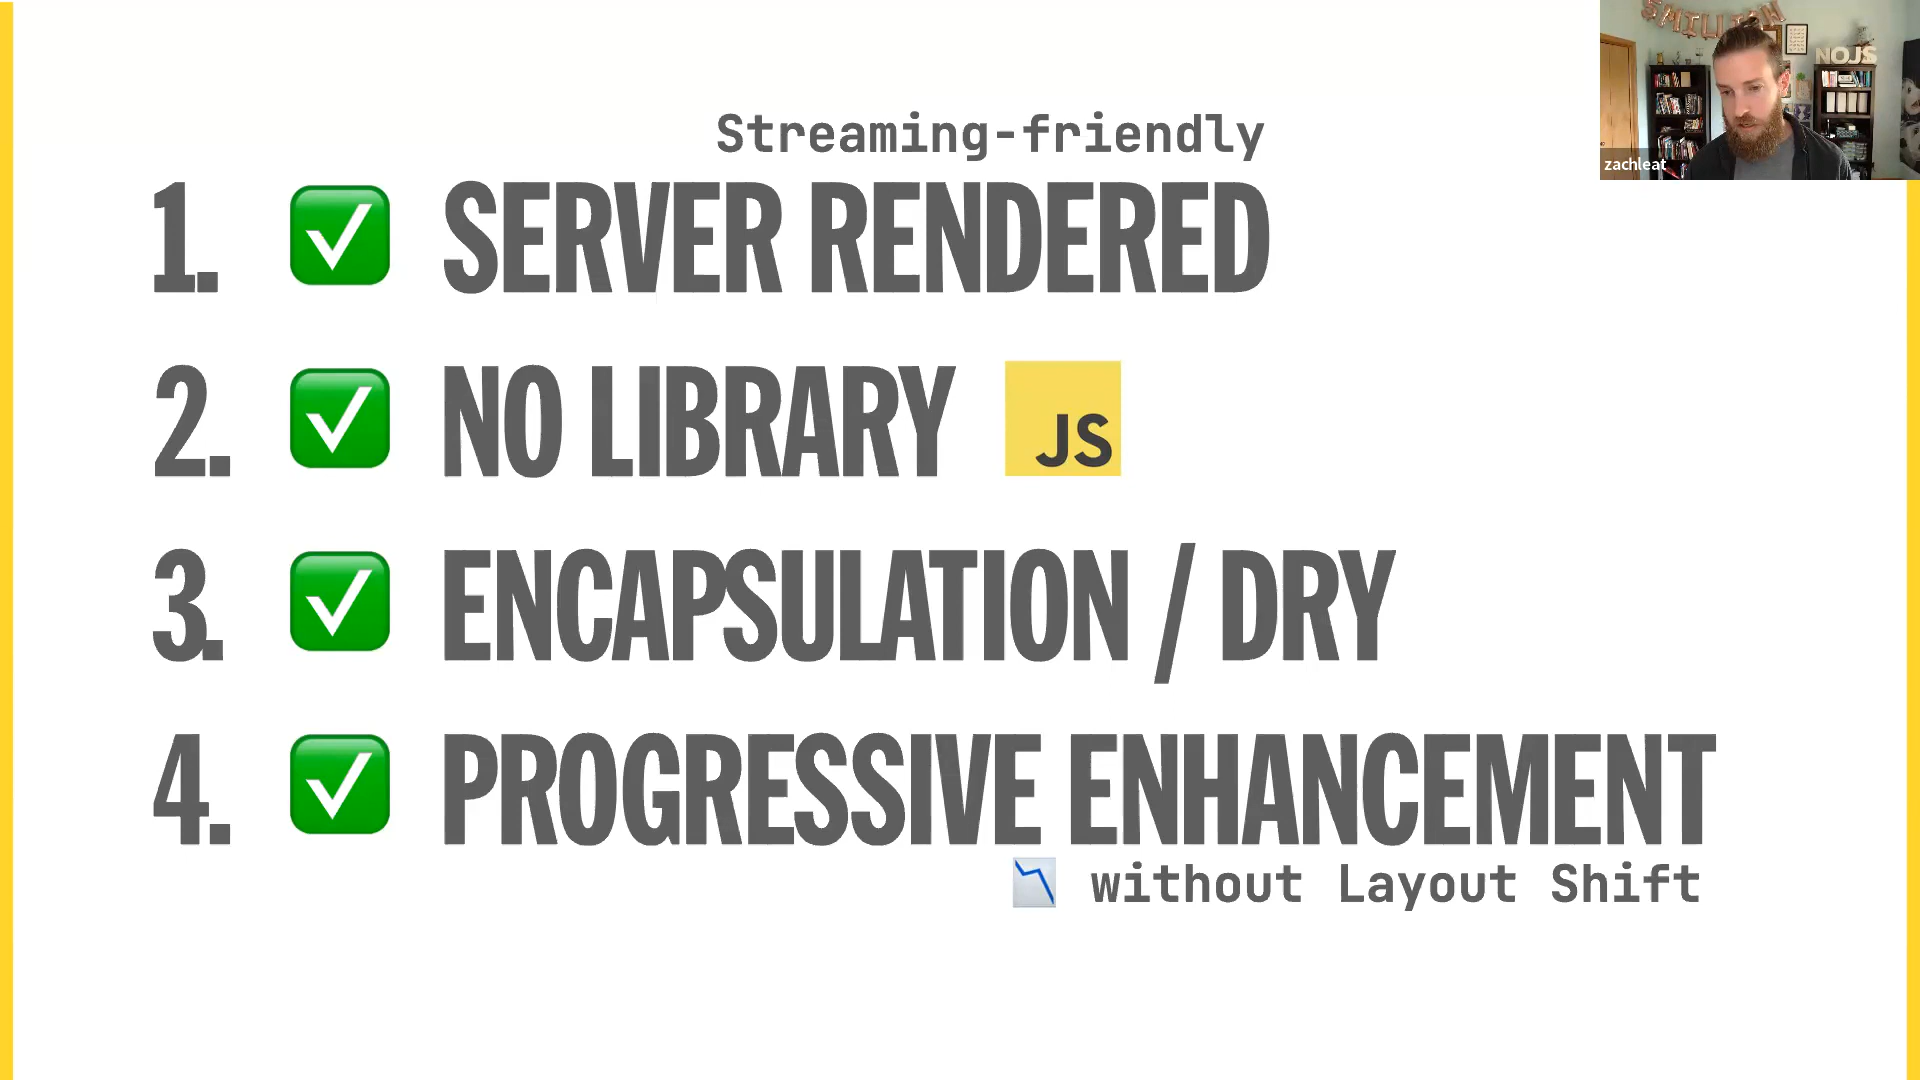 Streaming-friendly
1. ✅ SERVER RENDERED
2. ✅ NO LIBRARY JS
3. ✅ ENCAPSULATION / DRY
4. ✅ PROGRESSIVE ENHANCEMENT
📉 without Layout Shift
NOJS
zachleat